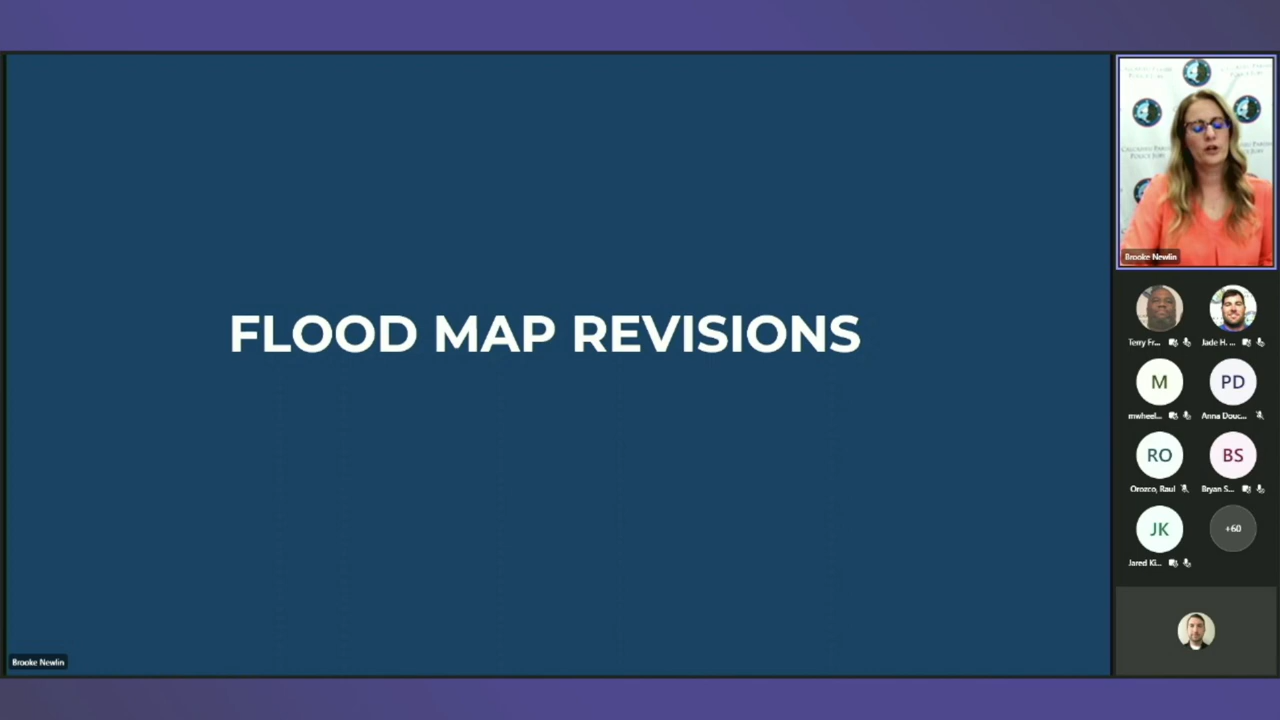 FLOOD MAP REVISIONS
Brooke Newlin
Brooke Newlin
Terry Fr...
Jade H. ...
M
PD
mwheel...
Anna Douc...
RO
BS
Orozco, Raul
Bryan S...
JK
+60
Jared Ki...